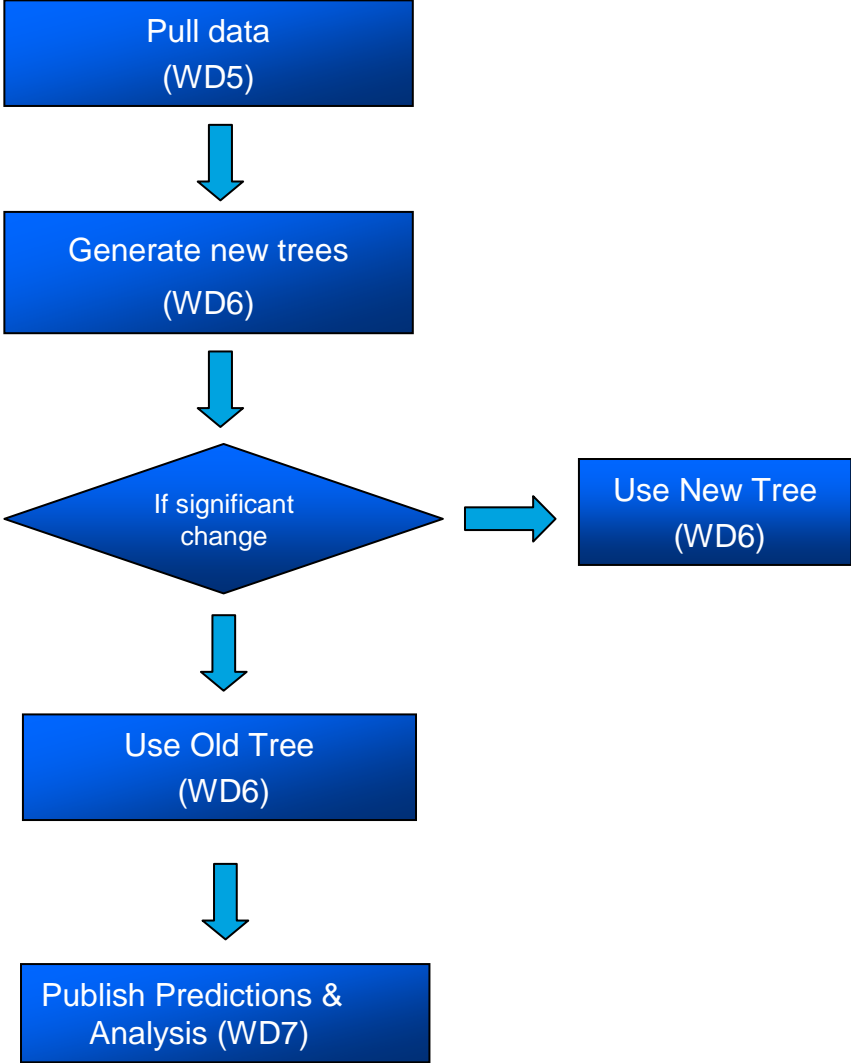 Pull data
(WD5)
Generate new trees
(WD6)
If significant
change
Use New Tree
(WD6)
Use Old Tree
(WD6)
Publish Predictions &
Analysis (WD7)